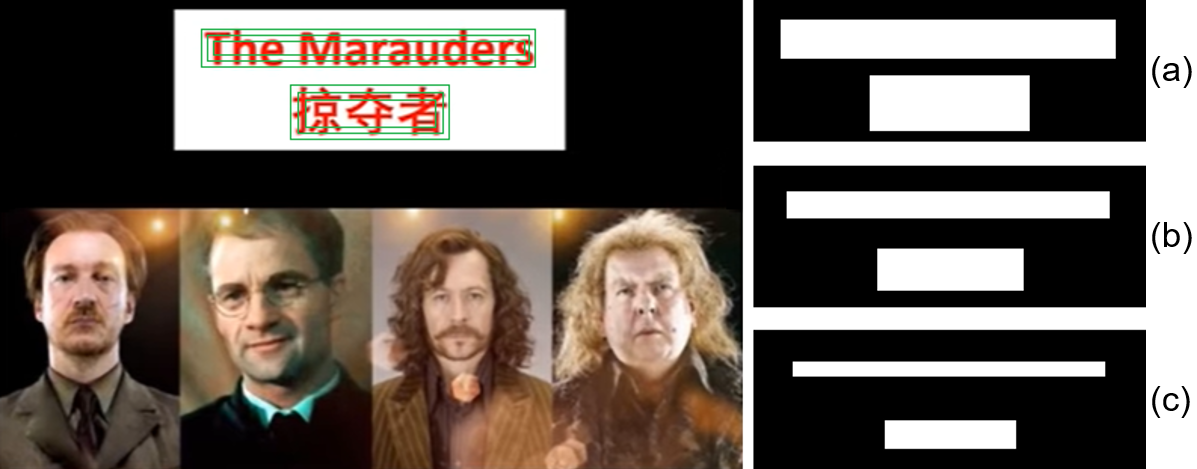 The Marauders
掠夺者
(a)
(b)
(c)